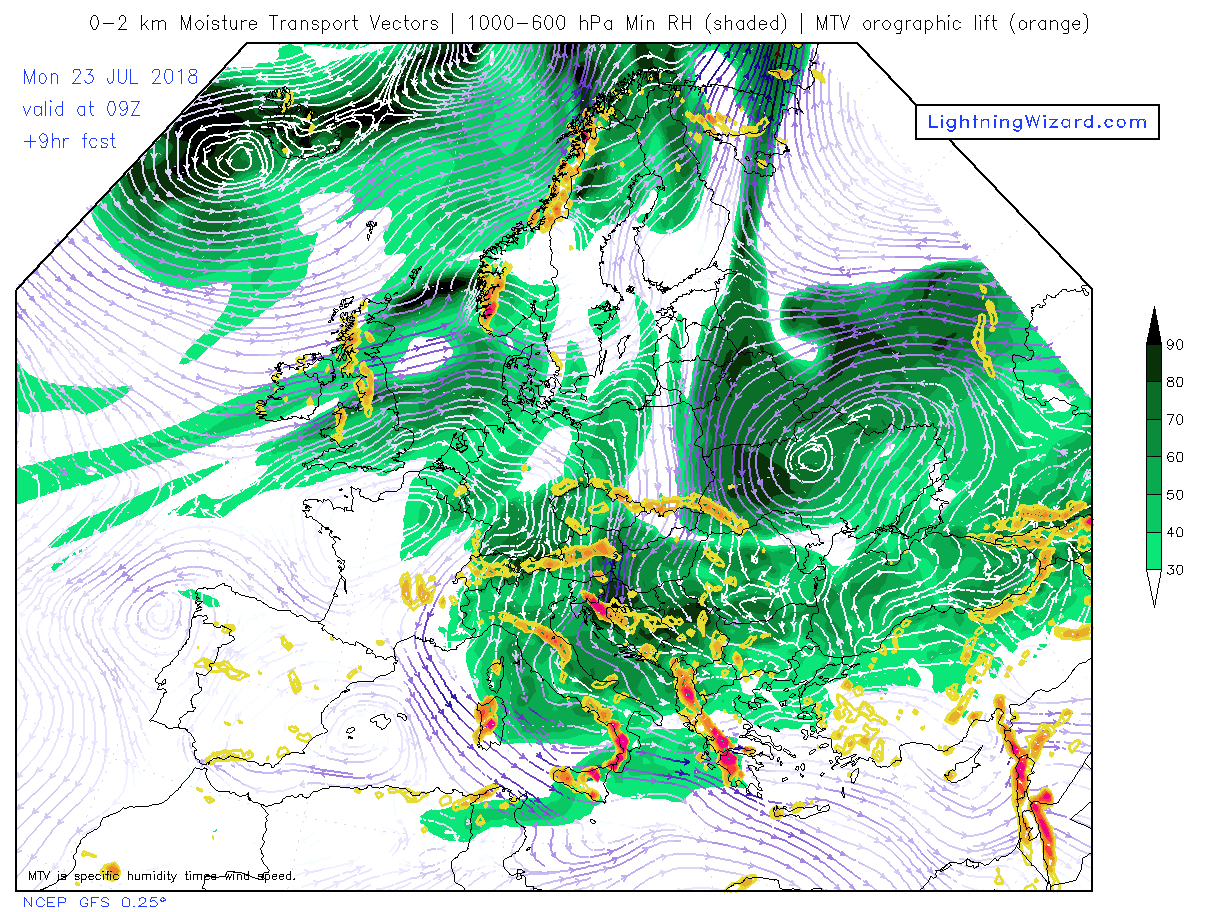 0-2 km Moisture Transport Vectors | 1000-600 hPa Min RH (shaded) | MTV orographic lift (orange)
Mon 23 JUL 2018
valid at 09Z
+9hr fcst
LightningWizard.com
90
80
70
60
50
40
30
MTV is specific humidity times wind speed.
NCEP GFS 0.25°